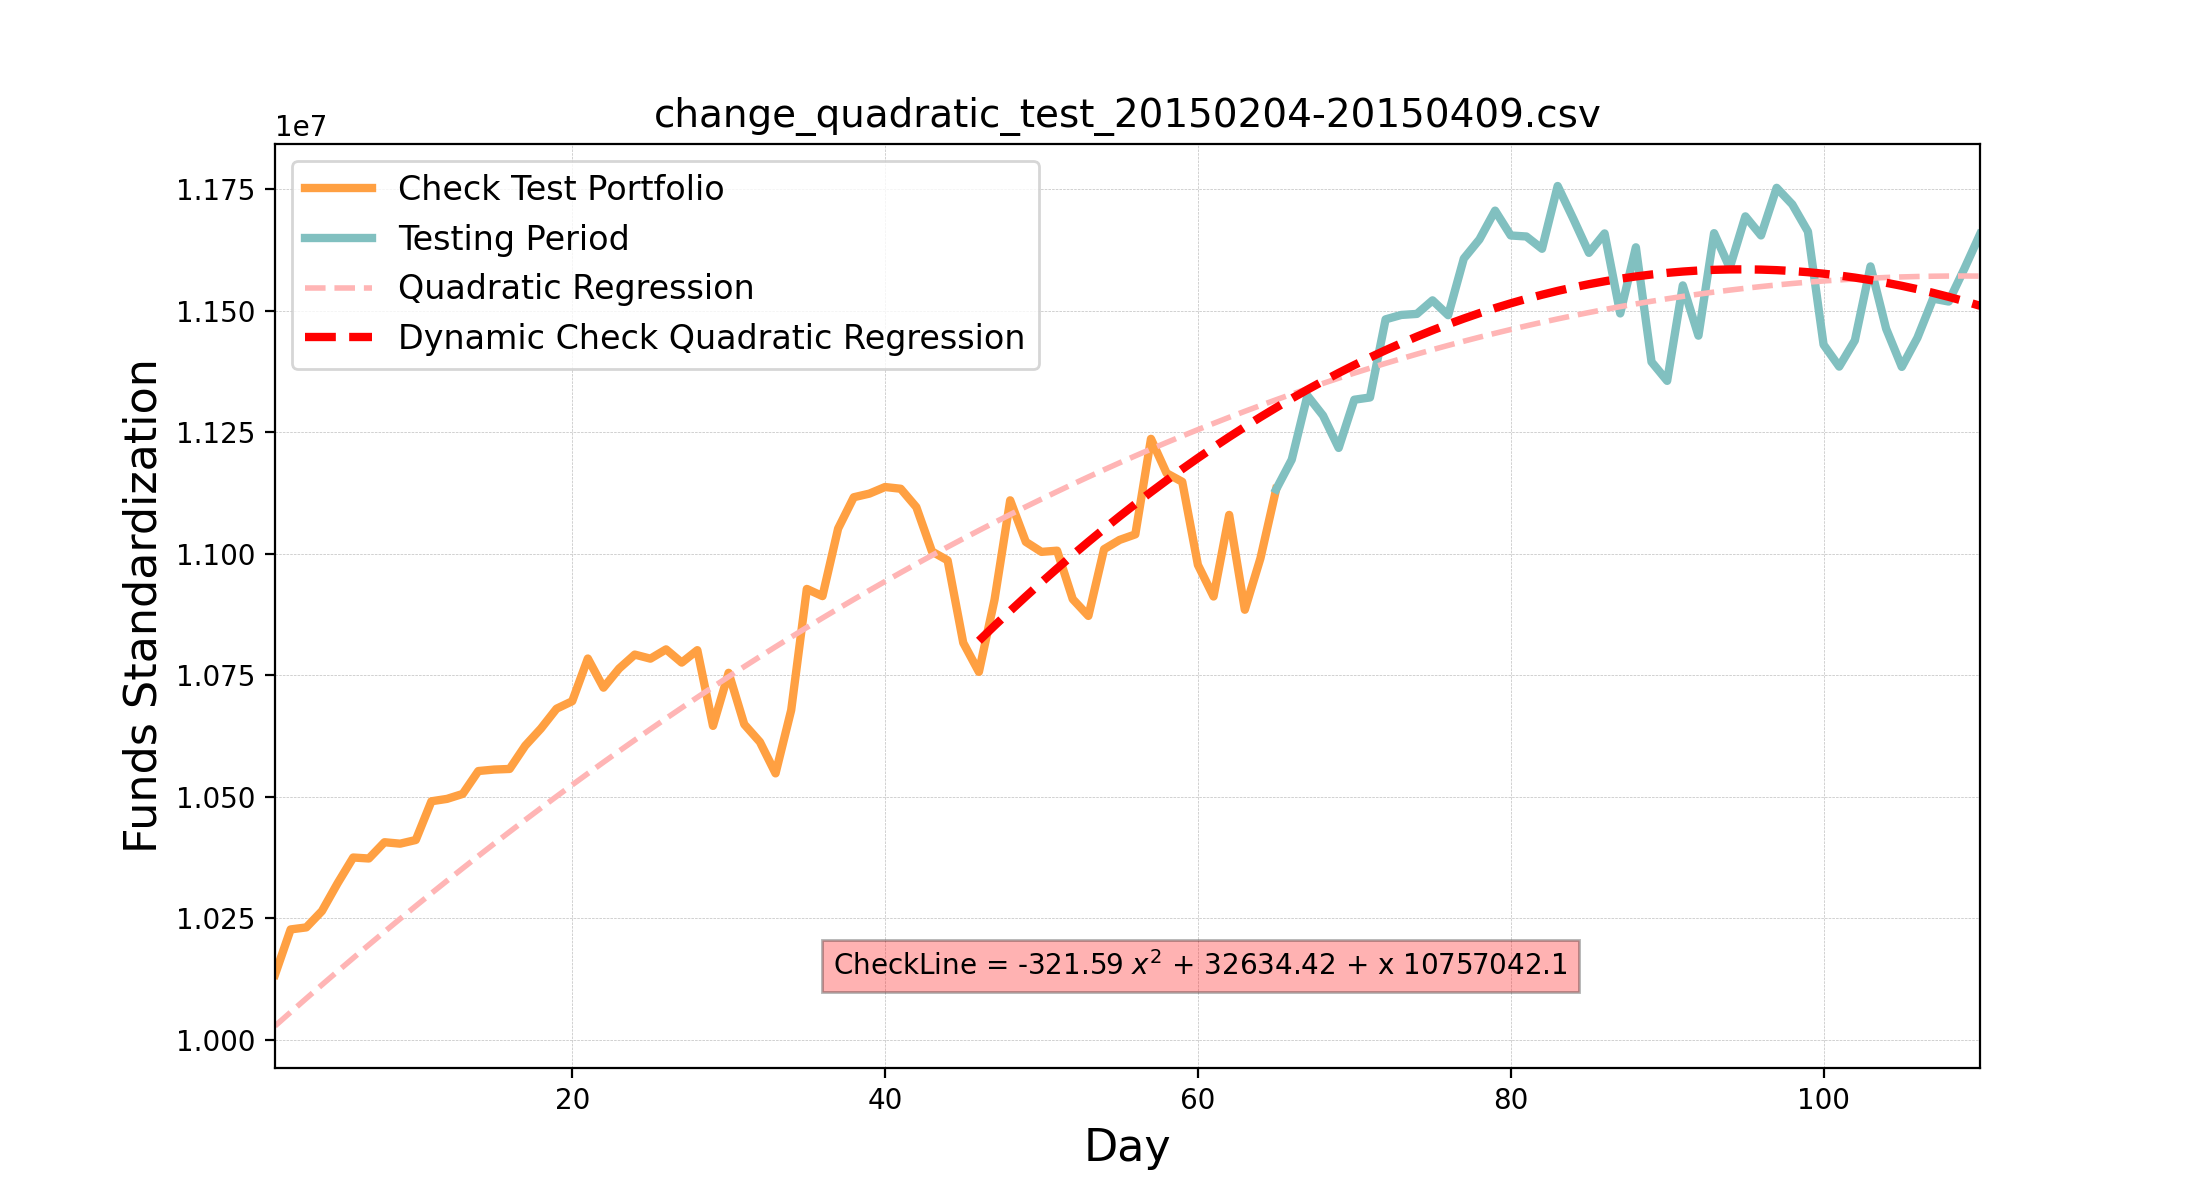 change_quadratic_test_20150204-20150409.csv
1e7
Check Test Portfolio
Testing Period
Quadratic Regression
Dynamic Check Quadratic Regression
1.175
1.150
1.125
1.100
1.075
1.050
1.025
1.000
Funds Standardization
CheckLine = -321.59 x² + 32634.42 + x 10757042.1
20 40 60 80 100
Day